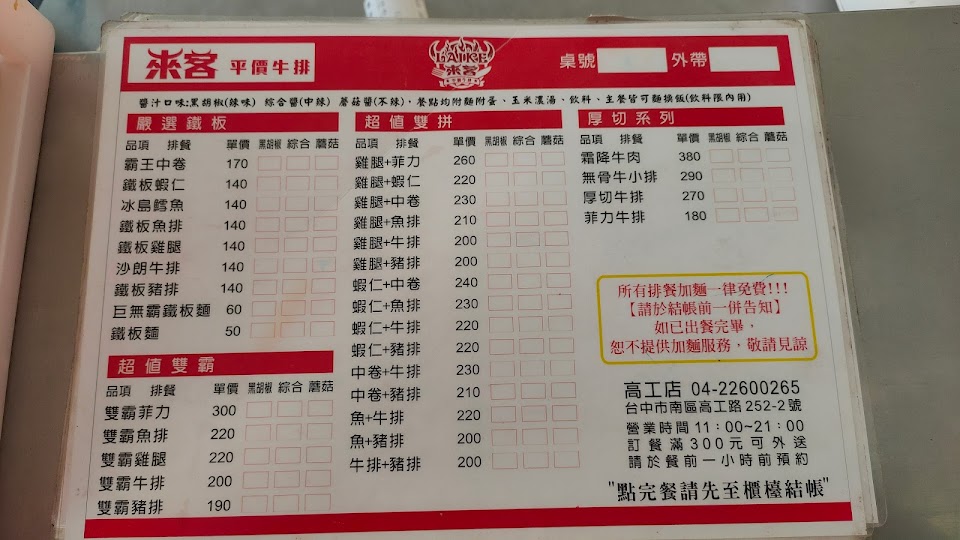 來客 平價牛排
LAIKE
來客
桌號 外帶
醬汁口味:黑胡椒(辣味) 綜合醬(中辣) 蘑菇醬(不辣)，餐點均附麵附蛋、玉米濃湯、飲料、主餐皆可麵換飯(飲料限內用)
嚴選鐵板
品項 排餐 單價 黑胡椒 綜合 蘑菇
霸王中卷 170
鐵板蝦仁 140
冰島鱈魚 140
鐵板魚排 140
鐵板雞腿 140
沙朗牛排 140
鐵板豬排 140
巨無霸鐵板麵 60
鐵板麵 50
超值雙霸
品項 排餐 單價 黑胡椒 綜合 蘑菇
雙霸菲力 300
雙霸魚排 220
雙霸雞腿 220
雙霸牛排 200
雙霸豬排 190
超值雙拼
品項 排餐 單價 黑胡椒 綜合 蘑菇
雞腿+菲力 260
雞腿+蝦仁 220
雞腿+中卷 230
雞腿+魚排 210
雞腿+牛排 200
雞腿+豬排 200
蝦仁+中卷 240
蝦仁+魚排 230
蝦仁+牛排 220
蝦仁+豬排 220
中卷+牛排 230
中卷+豬排 210
魚+牛排 220
魚+豬排 200
牛排+豬排 200
厚切系列
品項 排餐 單價 黑胡椒 綜合 蘑菇
霜降牛肉 380
無骨牛小排 290
厚切牛排 270
菲力牛排 180
所有排餐加麵一律免費!!!
【請於結帳前一併告知】
如已出餐完畢，
恕不提供加麵服務，敬請見諒
高工店 04-22600265
台中市南區高工路252-2號
營業時間11：00~21：00
訂餐滿300元可外送
請於餐前一小時前預約
"點完餐請先至櫃檯結帳"